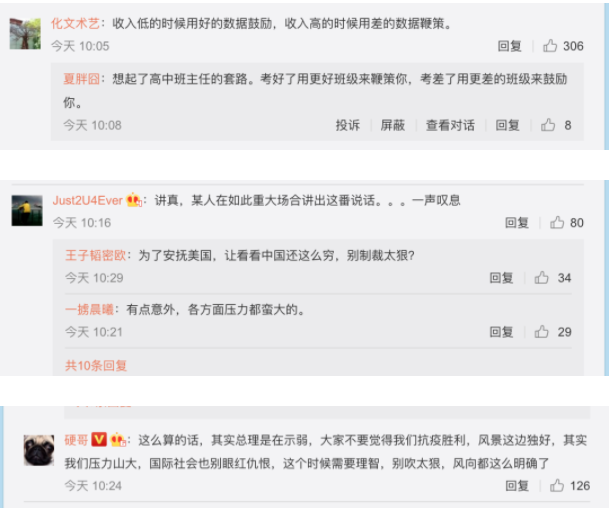 化文术艺：收入低的时候用好的数据鼓励，收入高的时候用差的数据鞭策。
今天 10:05 回复 306
夏胖囧：想起了高中班主任的套路。考好了用更好班级来鞭策你，考差了用更差的班级来鼓励
你。
今天 10:08 投诉 屏蔽 查看对话 回复 8
Just2U4Ever：讲真，某人在如此重大场合讲出这番说话。。。一声叹息
今天 10:16 回复 80
王子韬密欧：为了安抚美国，让看看中国还这么穷，别制裁太狠？
今天 10:29 回复 34
一掳晨曦：有点意外，各方面压力都蛮大的。
今天 10:21 回复 29
共10条回复
硬哥 V：这么算的话，其实总理是在示弱，大家不要觉得我们抗疫胜利，风景这边独好，其实
我们压力山大，国际社会也别眼红仇恨，这个时候需要理智，别吹太狠，风向都这么明确了
今天 10:24 回复 126